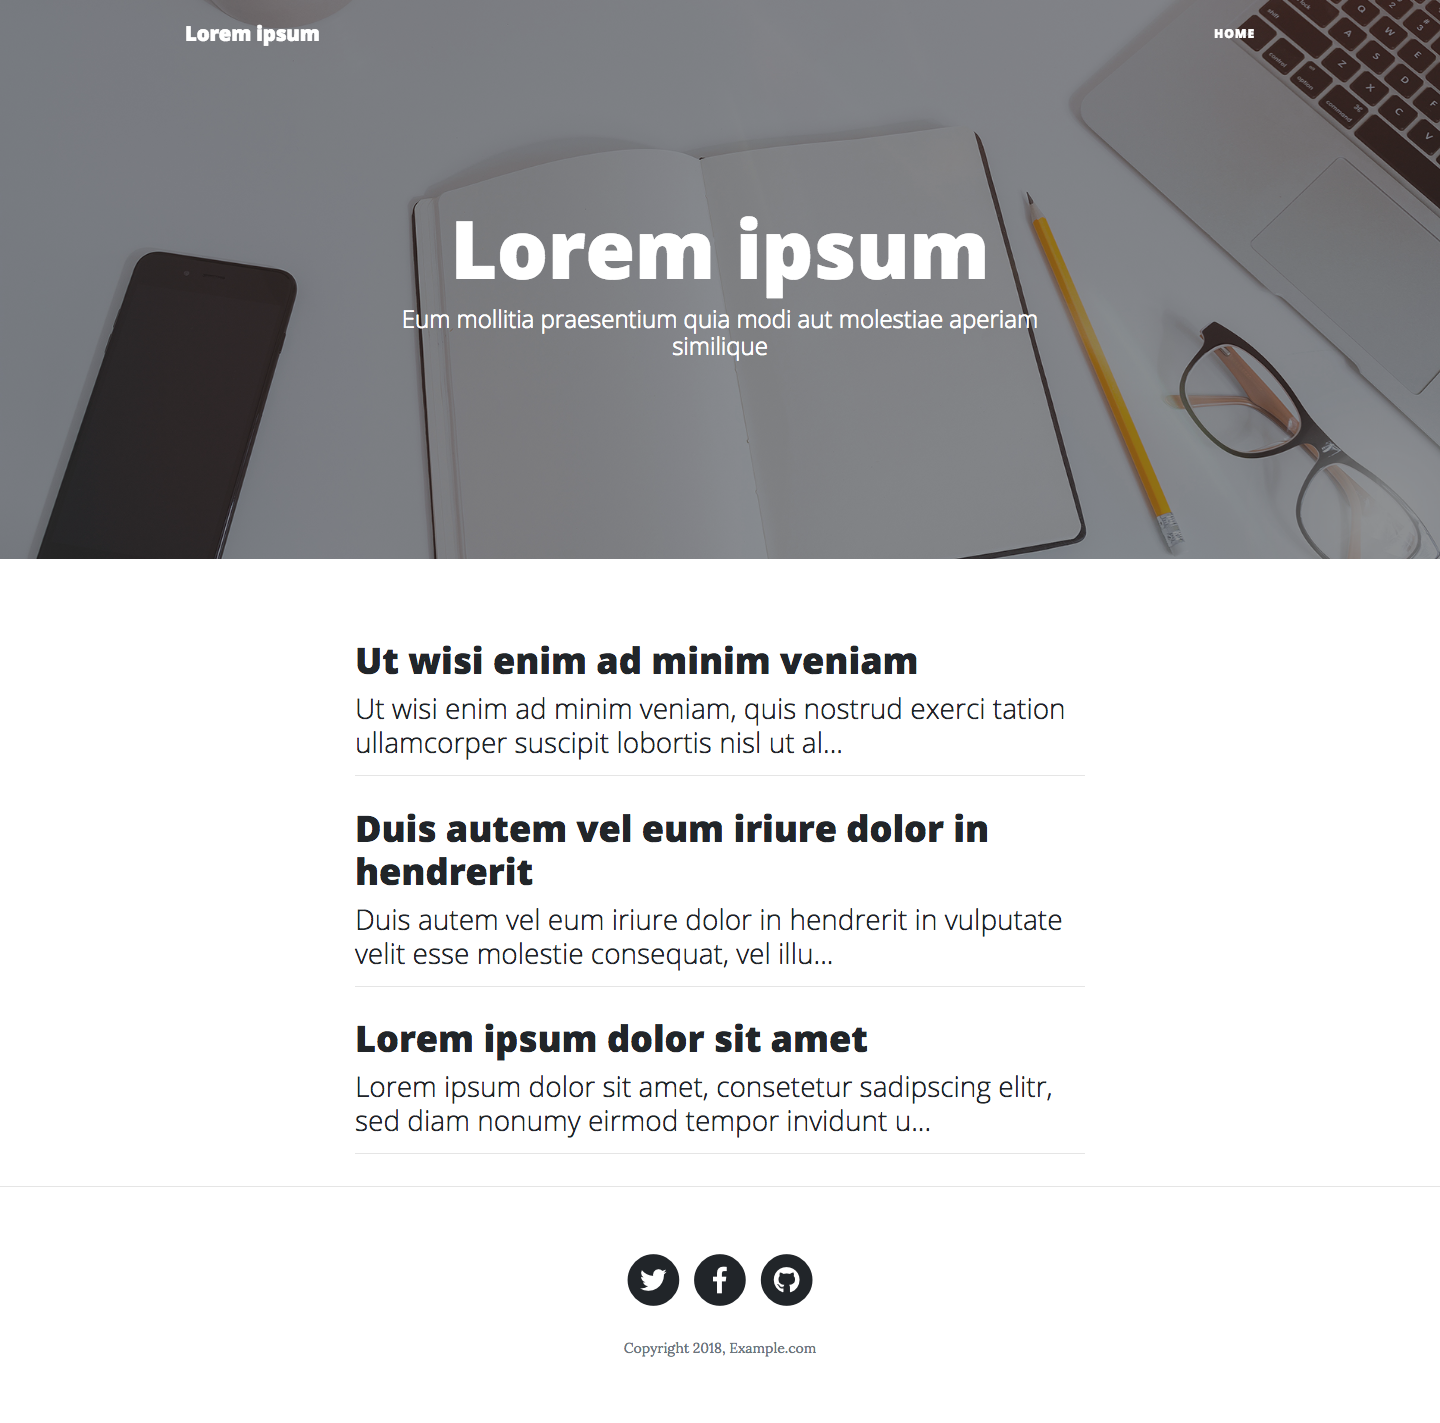 Lorem ipsum
HOME
Lorem ipsum
Eum mollitia praesentium quia modi aut molestiae aperiam
similique
Ut wisi enim ad minim veniam
Ut wisi enim ad minim veniam, quis nostrud exerci tation
ullamcorper suscipit lobortis nisl ut al...
Duis autem vel eum iriure dolor in
hendrerit
Duis autem vel eum iriure dolor in hendrerit in vulputate
velit esse molestie consequat, vel illu...
Lorem ipsum dolor sit amet
Lorem ipsum dolor sit amet, consetetur sadipscing elitr,
sed diam nonumy eirmod tempor invidunt u...
Copyright 2018, Example.com